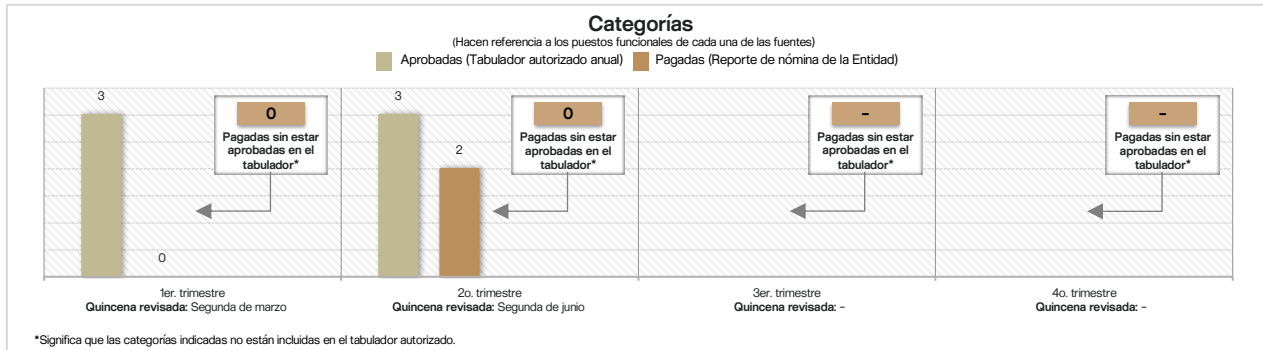 Categorías
(Hacen referencia a los puestos funcionales de cada una de las fuentes)
Aprobadas (Tabulador autorizado anual) Pagadas (Reporte de nómina de la Entidad)
3
0
Pagadas sin estar
aprobadas en el
tabulador*
0
1er. trimestre
Quincena revisada: Segunda de marzo
3
2
0
Pagadas sin estar
aprobadas en el
tabulador*
2o. trimestre
Quincena revisada: Segunda de junio
-
Pagadas sin estar
aprobadas en el
tabulador*
3er. trimestre
Quincena revisada: -
-
Pagadas sin estar
aprobadas en el
tabulador*
4o. trimestre
Quincena revisada: -
*Significa que las categorías indicadas no están incluidas en el tabulador autorizado.